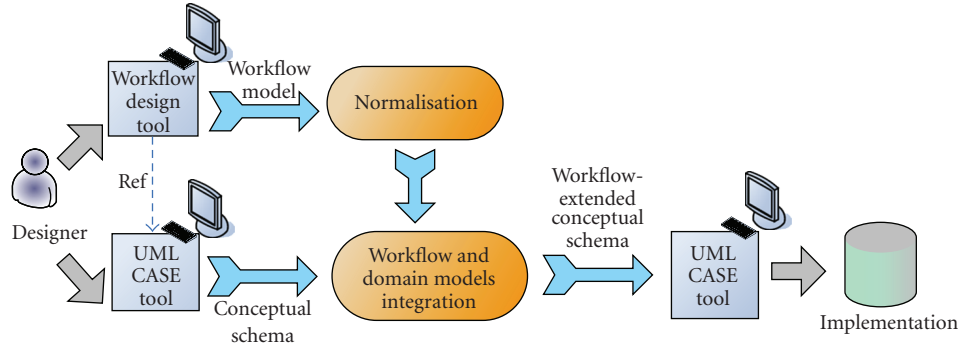 Workflow
design
tool
Workflow
model
Normalisation
Ref
Designer
UML
CASE
tool
Conceptual
schema
Workflow and
domain models
integration
Workflow-
extended
conceptual
schema
UML
CASE
tool
Implementation